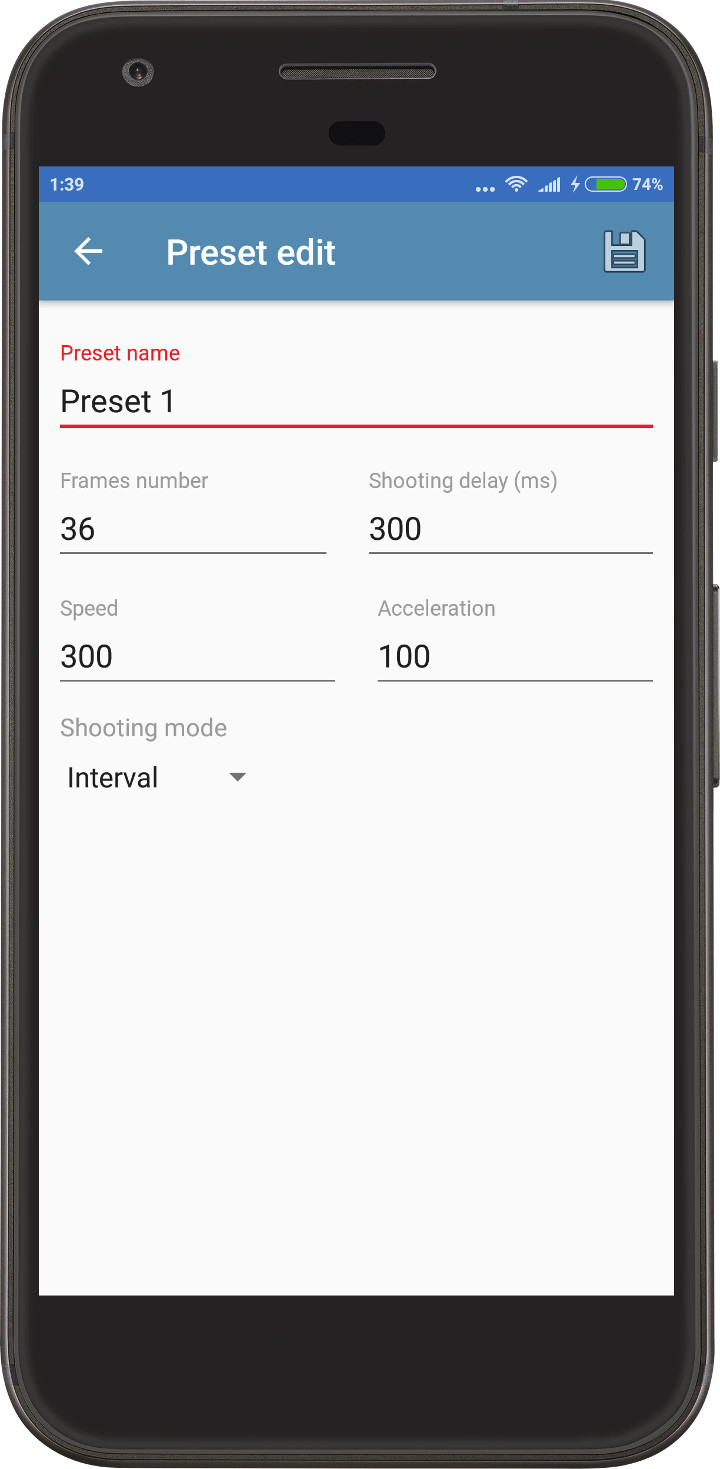 1:39 74%
Preset edit
Preset name
Preset 1
Frames number Shooting delay (ms)
36 300
Speed Acceleration
300 100
Shooting mode
Interval